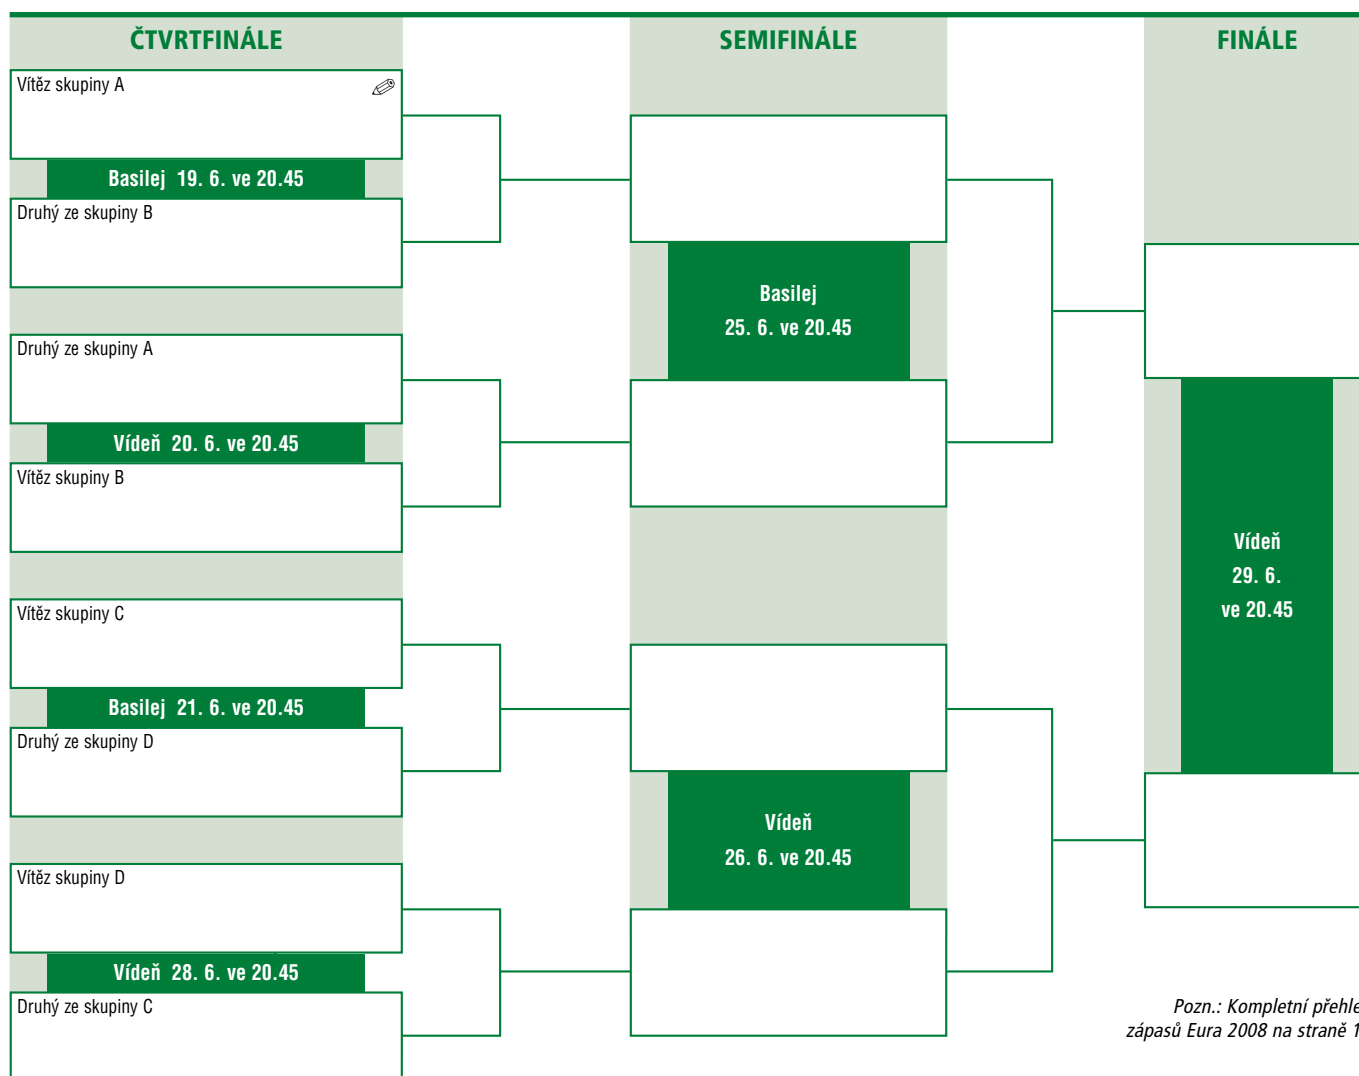 ČTVRTFINÁLE
Vítěz skupiny A
Basilej 19. 6. ve 20.45
Druhý ze skupiny B
Druhý ze skupiny A
Vídeň 20. 6. ve 20.45
Vítěz skupiny B
Vítěz skupiny C
Basilej 21. 6. ve 20.45
Druhý ze skupiny D
Vítěz skupiny D
Vídeň 28. 6. ve 20.45
Druhý ze skupiny C
SEMIFINÁLE
Basilej
25. 6. ve 20.45
Vídeň
26. 6. ve 20.45
FINÁLE
Vídeň
29. 6.
ve 20.45
Pozn.: Kompletní přehle
zápasů Eura 2008 na straně 1